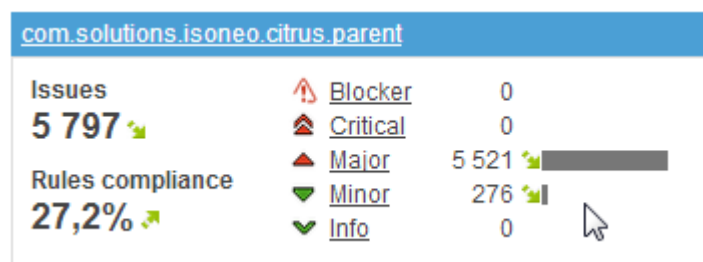 com.solutions.isoneo.citrus.parent
Issues
5 797
Rules compliance
27,2%
Blocker 0
Critical 0
Major 5 521
Minor 276
Info 0